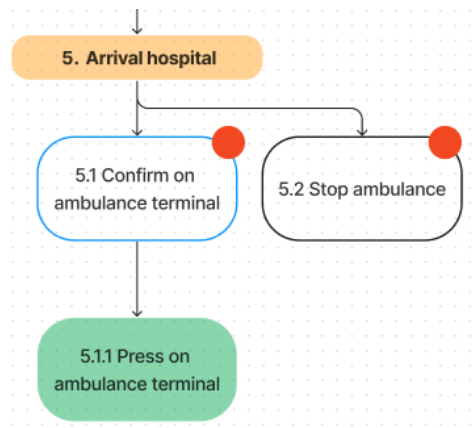 5. Arrival hospital
5.1 Confirm on
ambulance terminal
5.2 Stop ambulance
5.1.1 Press on
ambulance terminal